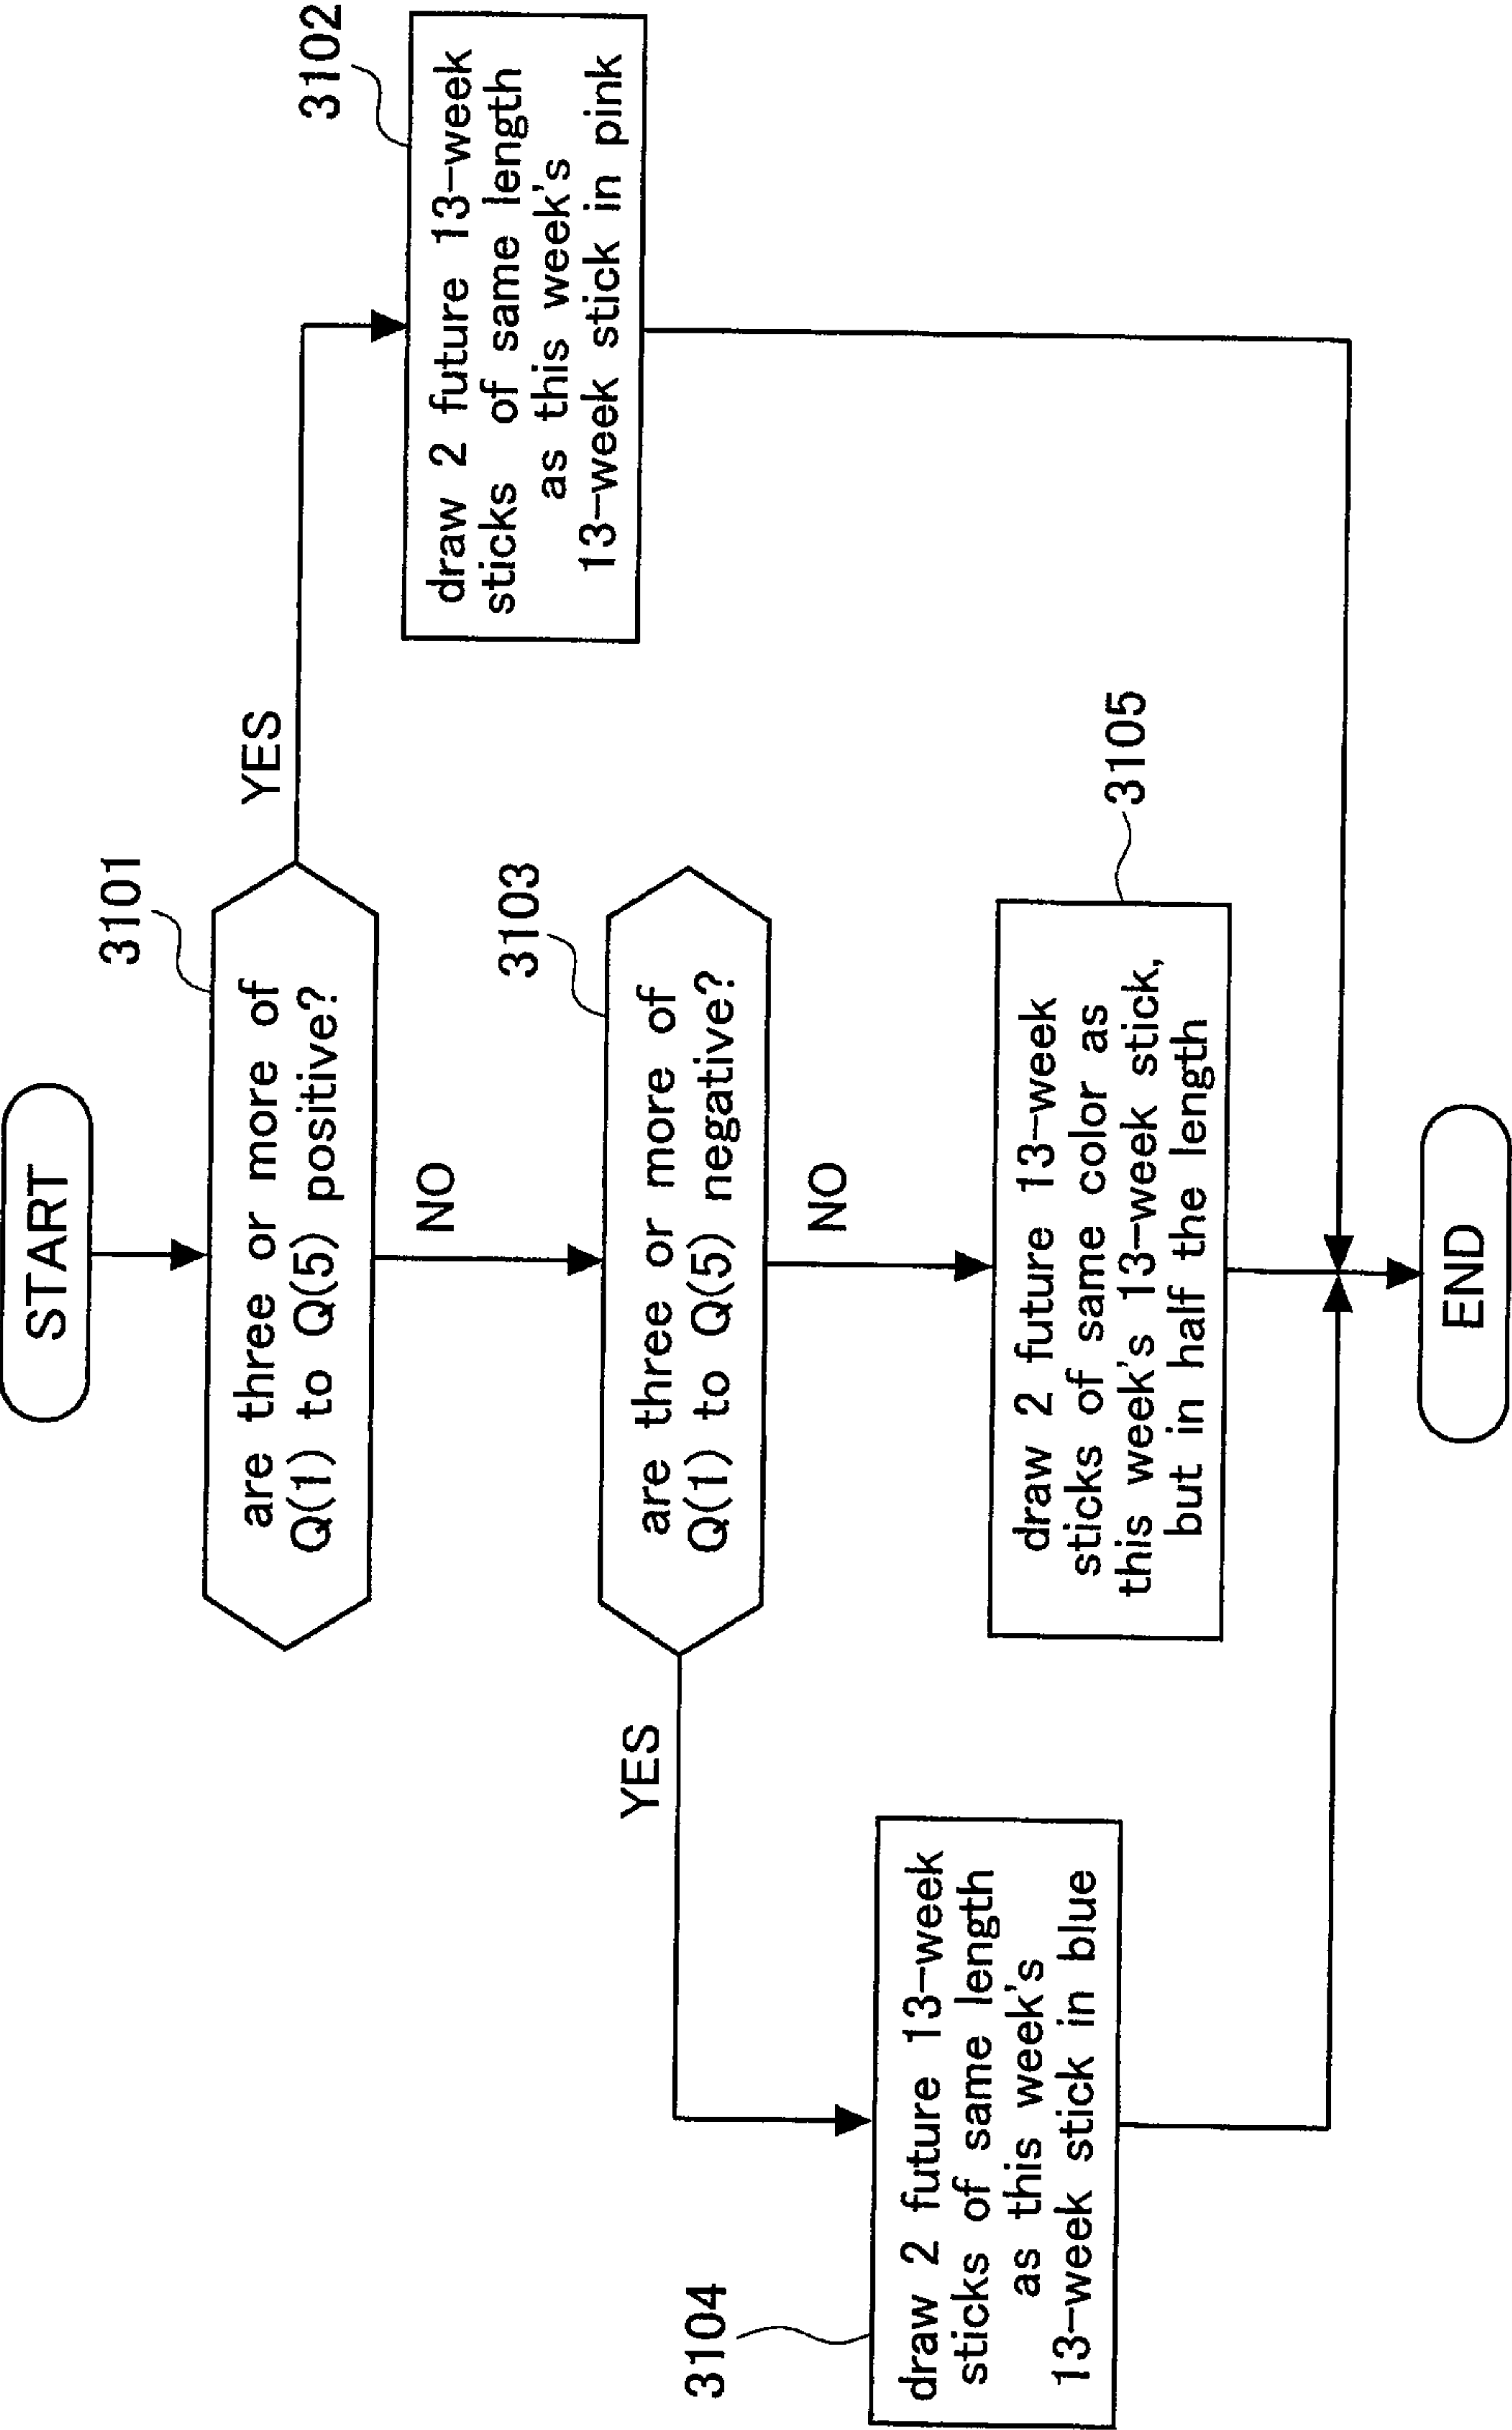 START
3101
are three or more of
Q(1) to Q(5) positive?
YES
3102
draw 2 future 13-week
sticks of same length
as this week's
13-week stick in pink
NO
3103
are three or more of
Q(1) to Q(5) negative?
YES
3104
draw 2 future 13-week
sticks of same length
as this week's
13-week stick in blue
NO
3105
draw 2 future 13-week
sticks of same color as
this week's 13-week stick,
but in half the length
END